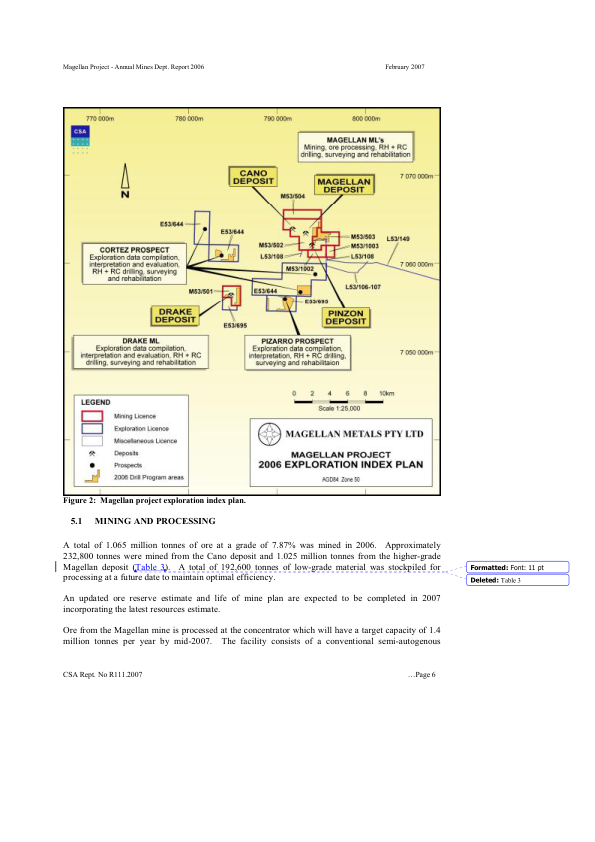 Magellan Project - Annual Mines Dept. Report 2006 February 2007
770 000m 780 000m 790 000m 800 000m
CSA
MAGELLAN ML's
Mining, ore processing, RH + RC
drilling, surveying and rehabilitation
N
CANO
DEPOSIT
MAGELLAN
DEPOSIT
7 070 000m
M53/504
E53/644
E53/644
M53/502
M53/503
M53/1003
L53/149
L53/108
L53/108
7 060 000m
CORTEZ PROSPECT
Exploration data compilation,
interpretation and evaluation,
RH + RC drilling, surveying
and rehabilitation
M53/1002
L53/106-107
M53/501
E53/644
E53/695
DRAKE
DEPOSIT
PINZON
DEPOSIT
E53/695
DRAKE ML
Exploration data compilation,
interpretation and evaluation, RH + RC
drilling, surveying and rehabilitation
PIZARRO PROSPECT
Exploration data compilation,
interpretation, RH + RC drilling,
surveying and rehabilitaion
7 050 000m
0 2 4 6 8 10km
Scale 1:25,000
LEGEND
Mining Licence
Exploration Licence
Miscellaneous Licence
Deposits
Prospects
2006 Drill Program areas
MAGELLAN METALS PTY LTD
MAGELLAN PROJECT
2006 EXPLORATION INDEX PLAN
AGD84 Zone 50
Figure 2: Magellan project exploration index plan.
5.1 MINING AND PROCESSING
A total of 1.065 million tonnes of ore at a grade of 7.87% was mined in 2006. Approximately
232,800 tonnes were mined from the Cano deposit and 1.025 million tonnes from the higher-grade
Magellan deposit (Table 3). A total of 192,600 tonnes of low-grade material was stockpiled for
processing at a future date to maintain optimal efficiency.
Formatted: Font: 11 pt
Deleted: Table 3
An updated ore reserve estimate and life of mine plan are expected to be completed in 2007
incorporating the latest resources estimate.
Ore from the Magellan mine is processed at the concentrator which will have a target capacity of 1.4
million tonnes per year by mid-2007. The facility consists of a conventional semi-autogenous
CSA Rept. No R111.2007 …Page 6